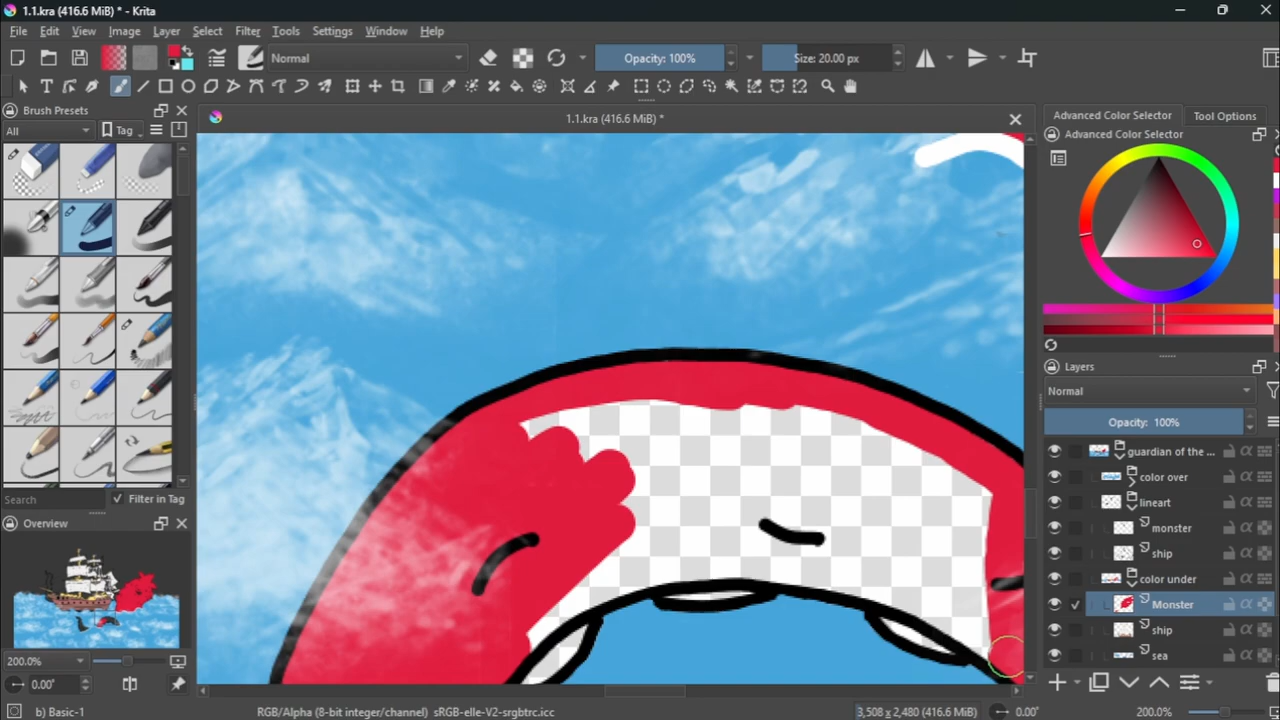 1.1.kra (416.6 MiB) * - Krita
File Edit View Image Layer Select Filter Tools Settings Window Help
Normal Opacity: 100% Size: 20.00 px
Brush Presets
All Tag
Search Filter in Tag
Overview
200.0%
0.00°
1.1.kra (416.6 MiB) *
Advanced Color Selector Tool Options
Advanced Color Selector
Layers
Normal
Opacity: 100%
guardian of the ...
color over
lineart
monster
ship
color under
Monster
ship
sea
b) Basic-1 RGB/Alpha (8-bit integer/channel) sRGB-elle-V2-srgbtrc.icc 3,508 x 2,480 (416.6 MiB) 0.00° 200.0%